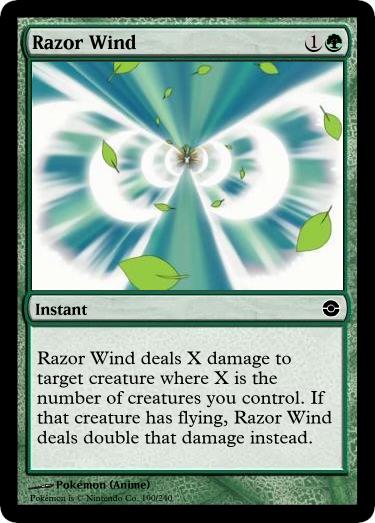 Razor Wind 1
Instant
Razor Wind deals X damage to
target creature where X is the
number of creatures you control. If
that creature has flying, Razor Wind
deals double that damage instead.
Pokémon (Anime)
Pokémon is © Nintendo Co. 100/240